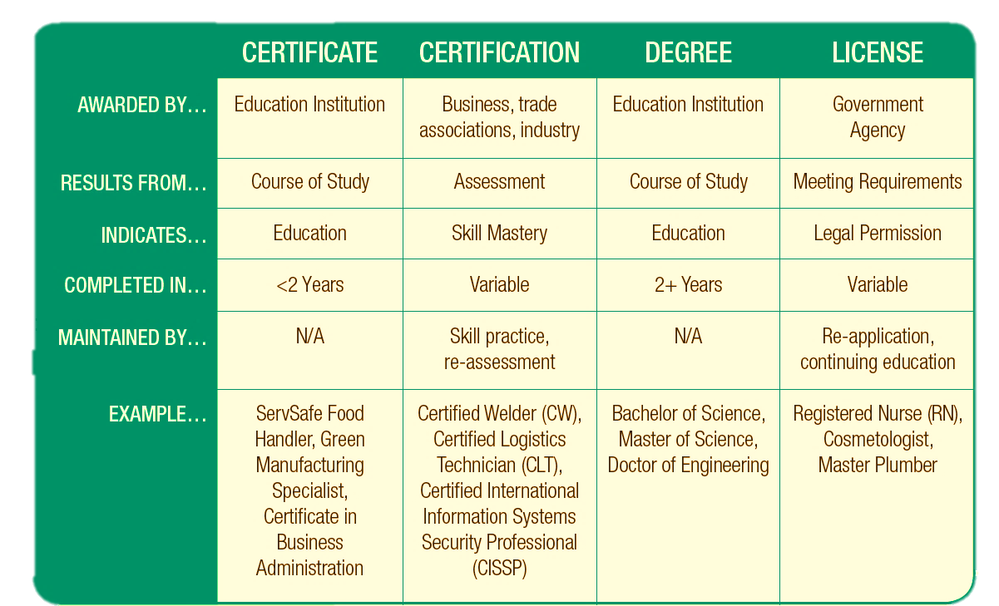 CERTIFICATE CERTIFICATION DEGREE LICENSE
AWARDED BY... Education Institution Business, trade Education Institution Government
associations, industry Agency
RESULTS FROM... Course of Study Assessment Course of Study Meeting Requirements
INDICATES... Education Skill Mastery Education Legal Permission
COMPLETED IN... <2 Years Variable 2+ Years Variable
MAINTAINED BY... N/A Skill practice, N/A Re-application,
re-assessment continuing education
EXAMPLE... ServSafe Food Certified Welder (CW), Bachelor of Science, Registered Nurse (RN),
Handler, Green Certified Logistics Master of Science, Cosmetologist,
Manufacturing Technician (CLT), Doctor of Engineering Master Plumber
Specialist, Certified International
Certificate in Information Systems
Business Security Professional
Administration (CISSP)